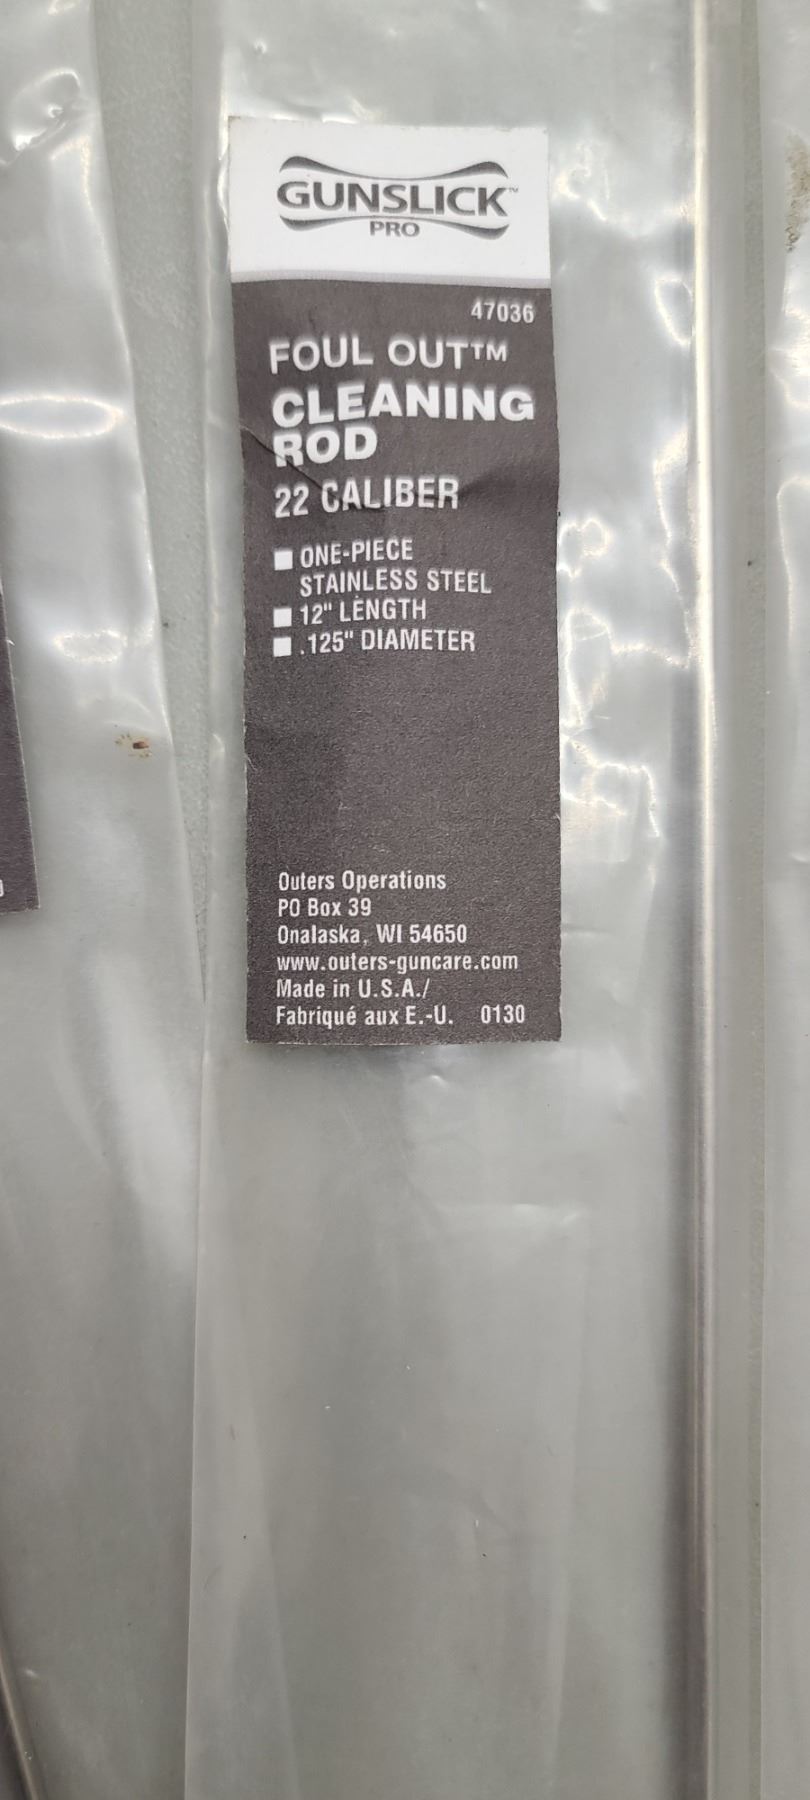 GUNSLICK™
PRO
47036
FOUL OUT™
CLEANING
ROD
22 CALIBER
ONE-PIECE
STAINLESS STEEL
12" LENGTH
.125" DIAMETER
Outers Operations
PO Box 39
Onalaska, WI 54650
www.outers-guncare.com
Made in U.S.A./
Fabriqué aux E.-U. 0130